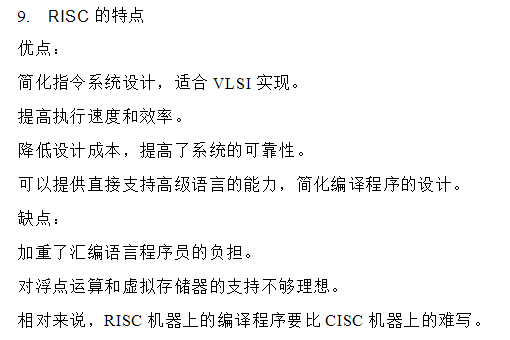 9. RISC 的特点
优点：
简化指令系统设计，适合 VLSI 实现。
提高执行速度和效率。
降低设计成本，提高了系统的可靠性。
可以提供直接支持高级语言的能力，简化编译程序的设计。
缺点：
加重了汇编语言程序员的负担。
对浮点运算和虚拟存储器的支持不够理想。
相对来说，RISC 机器上的编译程序要比 CISC 机器上的难写。